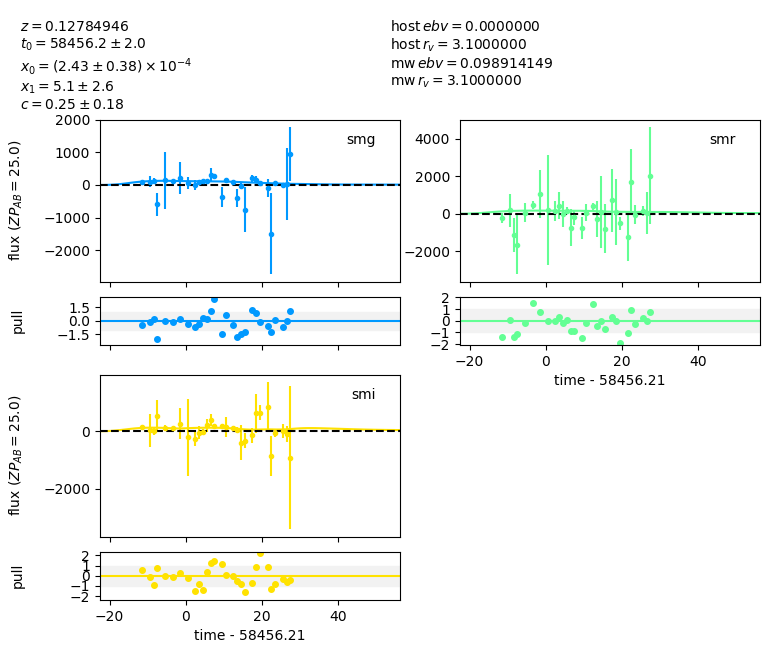 z = 0.12784946
t₀ = 58456.2 ± 2.0
x₀ = (2.43 ± 0.38) × 10⁻⁴
x₁ = 5.1 ± 2.6
c = 0.25 ± 0.18
host ebv = 0.0000000
host r_v = 3.1000000
mw ebv = 0.098914149
mw r_v = 3.1000000
smg
2000
1000
0
−1000
−2000
flux (ZP_AB = 25.0)
smr
4000
2000
0
−2000
1.5
0.0
−1.5
pull
2
1
0
−1
−2
−20 0 20 40
time - 58456.21
smi
0
−2000
flux (ZP_AB = 25.0)
2
1
0
−1
−2
pull
−20 0 20 40
time - 58456.21